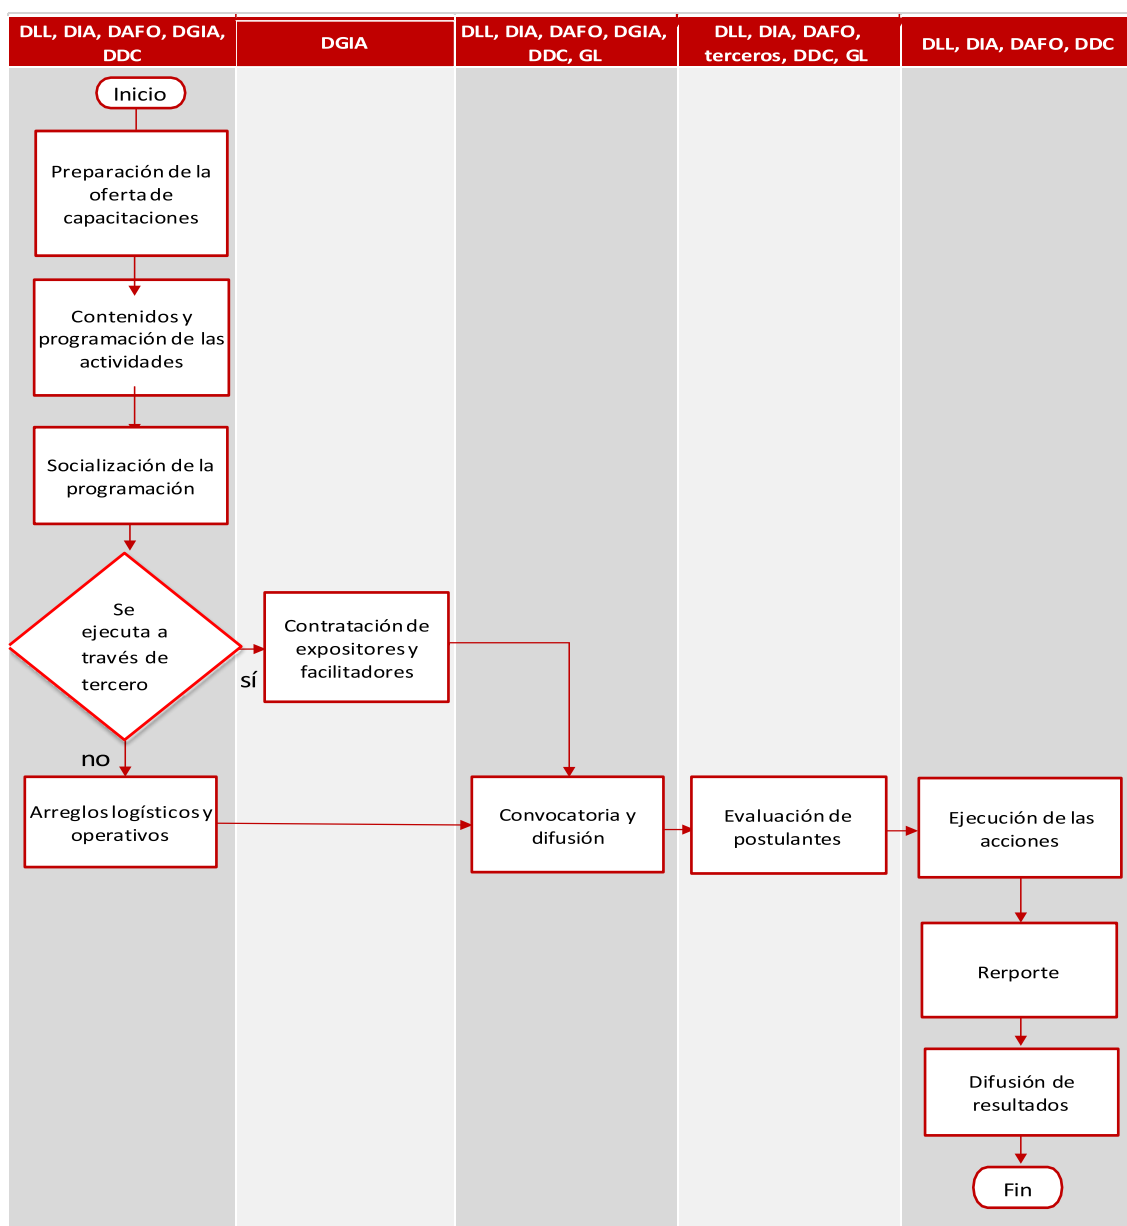 DLL, DIA, DAFO, DGIA,
DDC
DGIA
DLL, DIA, DAFO, DGIA,
DDC, GL
DLL, DIA, DAFO,
terceros, DDC, GL
DLL, DIA, DAFO, DDC
Inicio
Preparación de la
oferta de
capacitaciones
Contenidos y
programación de las
actividades
Socialización de la
programación
Se
ejecuta a
través de
tercero
sí
no
Contratación de
expositores y
facilitadores
Arreglos logísticos y
operativos
Convocatoria y
difusión
Evaluación de
postulantes
Ejecución de las
acciones
Rerporte
Difusión de
resultados
Fin